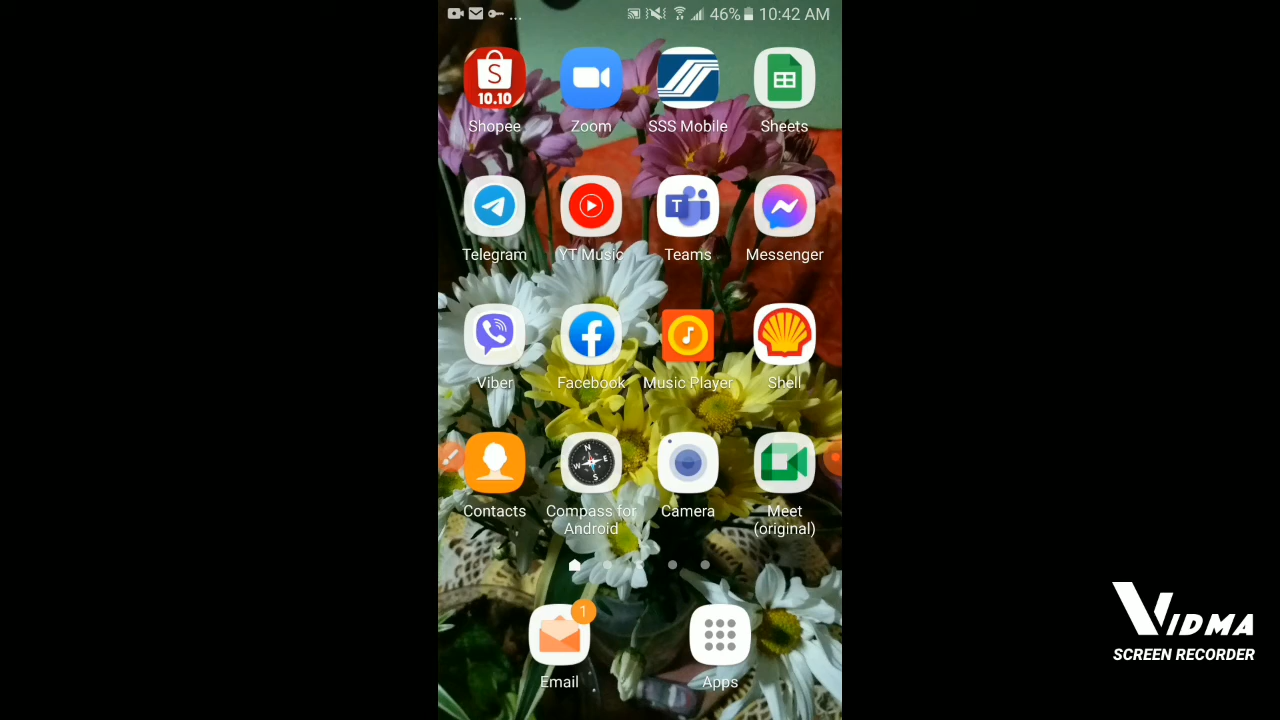 ... 46% 10:42 AM
S
10.10
Shopee Zoom SSS Mobile Sheets
T
Telegram YT Music Teams Messenger
Viber Facebook Music Player Shell
N
W E
S
Contacts Compass for Android Camera Meet (original)
1
Email Apps
VIDMA
SCREEN RECORDER